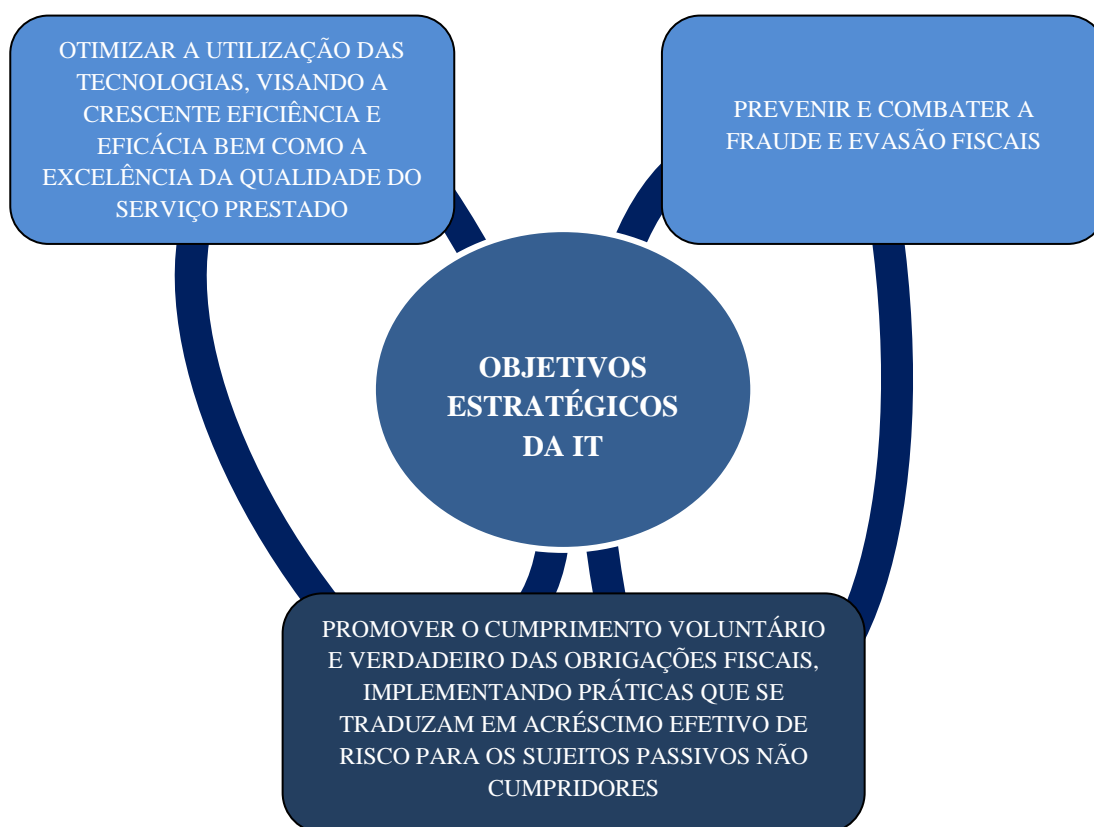 OTIMIZAR A UTILIZAÇÃO DAS
TECNOLOGIAS, VISANDO A
CRESCENTE EFICIÊNCIA E
EFICÁCIA BEM COMO A
EXCELÊNCIA DA QUALIDADE DO
SERVIÇO PRESTADO
PREVENIR E COMBATER A
FRAUDE E EVASÃO FISCAIS
OBJETIVOS
ESTRATÉGICOS
DA IT
PROMOVER O CUMPRIMENTO VOLUNTÁRIO
E VERDADEIRO DAS OBRIGAÇÕES FISCAIS,
IMPLEMENTANDO PRÁTICAS QUE SE
TRADUZAM EM ACRÉSCIMO EFETIVO DE
RISCO PARA OS SUJEITOS PASSIVOS NÃO
CUMPRIDORES